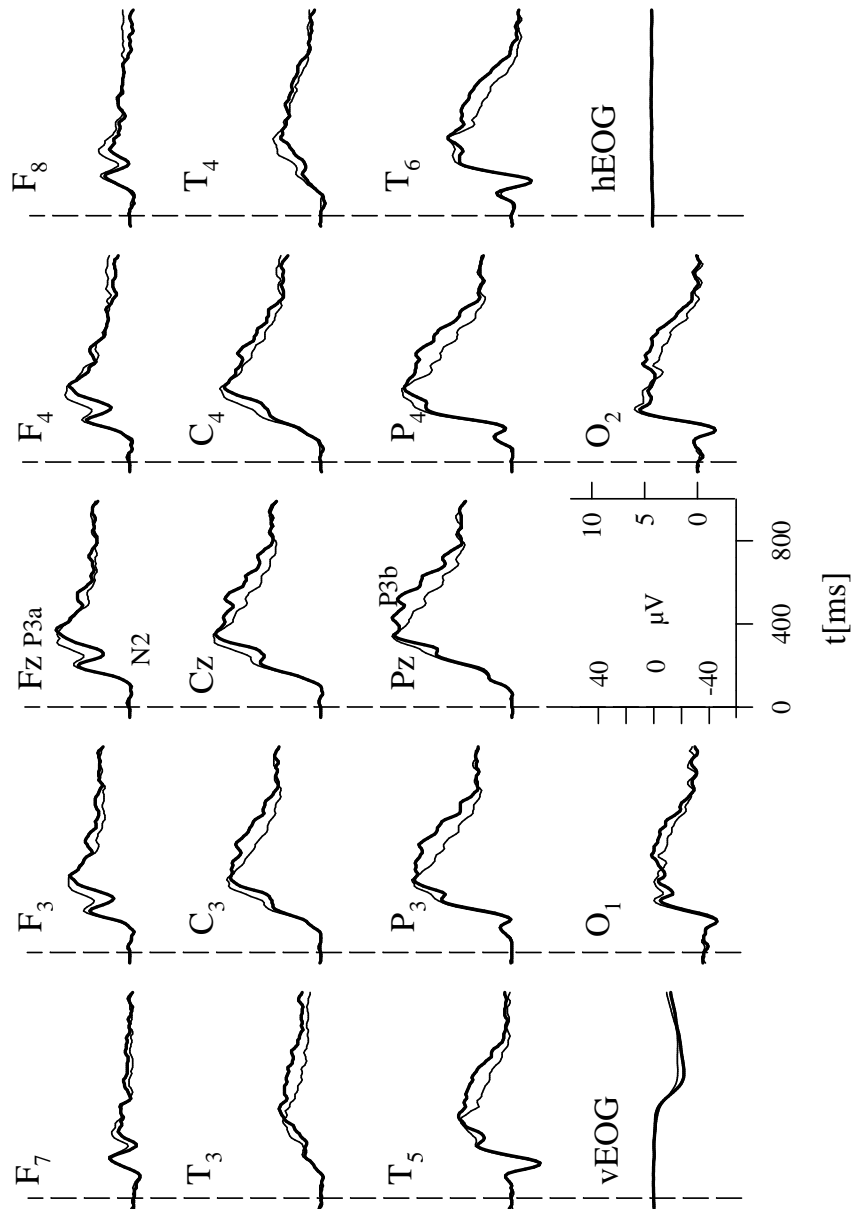 F7 F3 Fz P3a F4 F8
N2
T3 C3 Cz C4 T4
T5 P3 Pz P3b P4 T6
vEOG O1 O2 hEOG
40 10
0 µV 5
-40 0
0 400 800
t[ms]